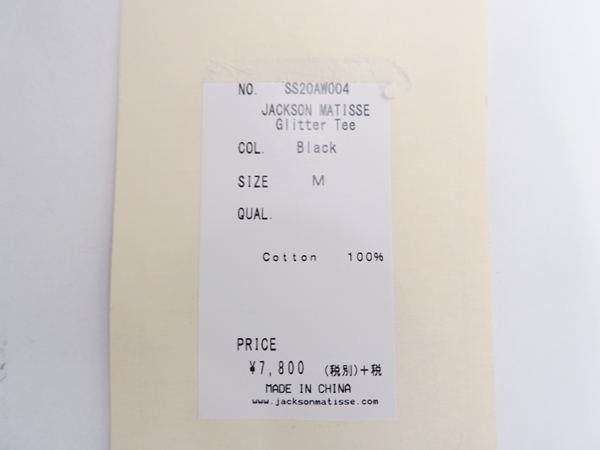 NO. SS20AW004
JACKSON MATISSE
Glitter Tee
COL. Black
SIZE M
QUAL.
Cotton 100%
PRICE
¥7,800 (税別)+税
MADE IN CHINA
www.jacksonmatisse.com